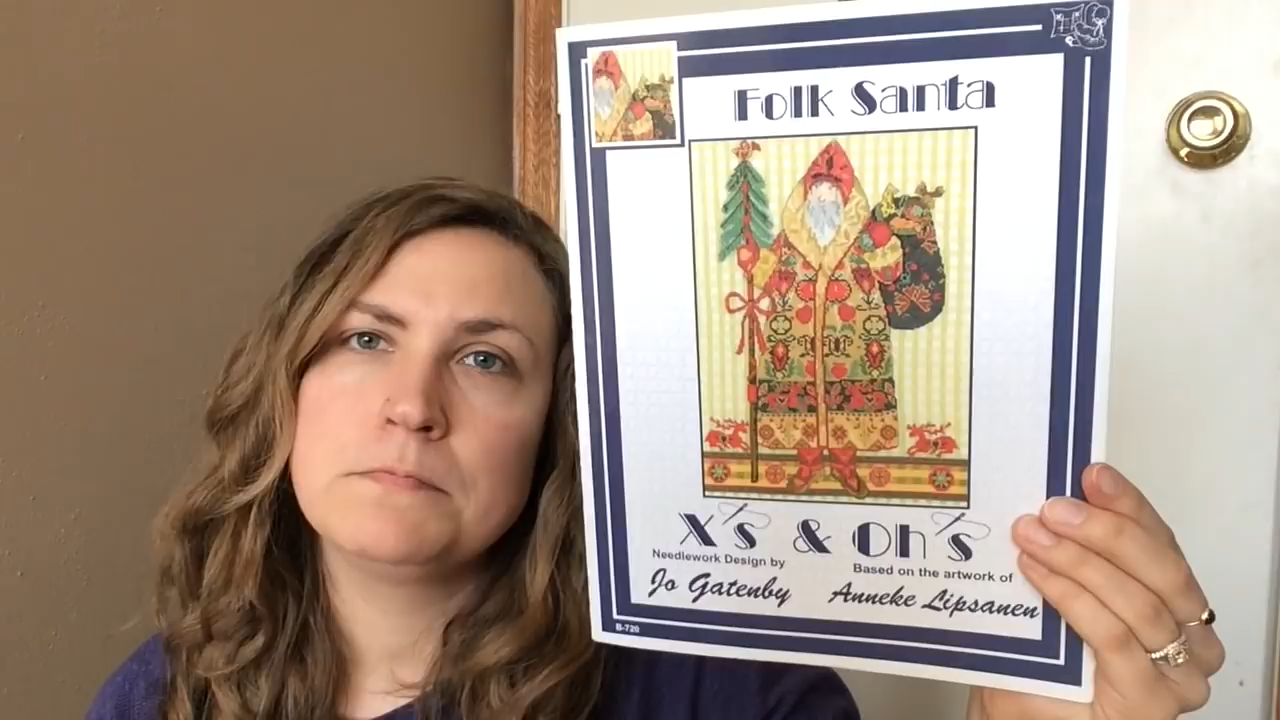 Folk Santa
X's & Oh's
Needlework Design by
Based on the artwork of
Jo Gatenby
Anneke Lipsanen
B-720